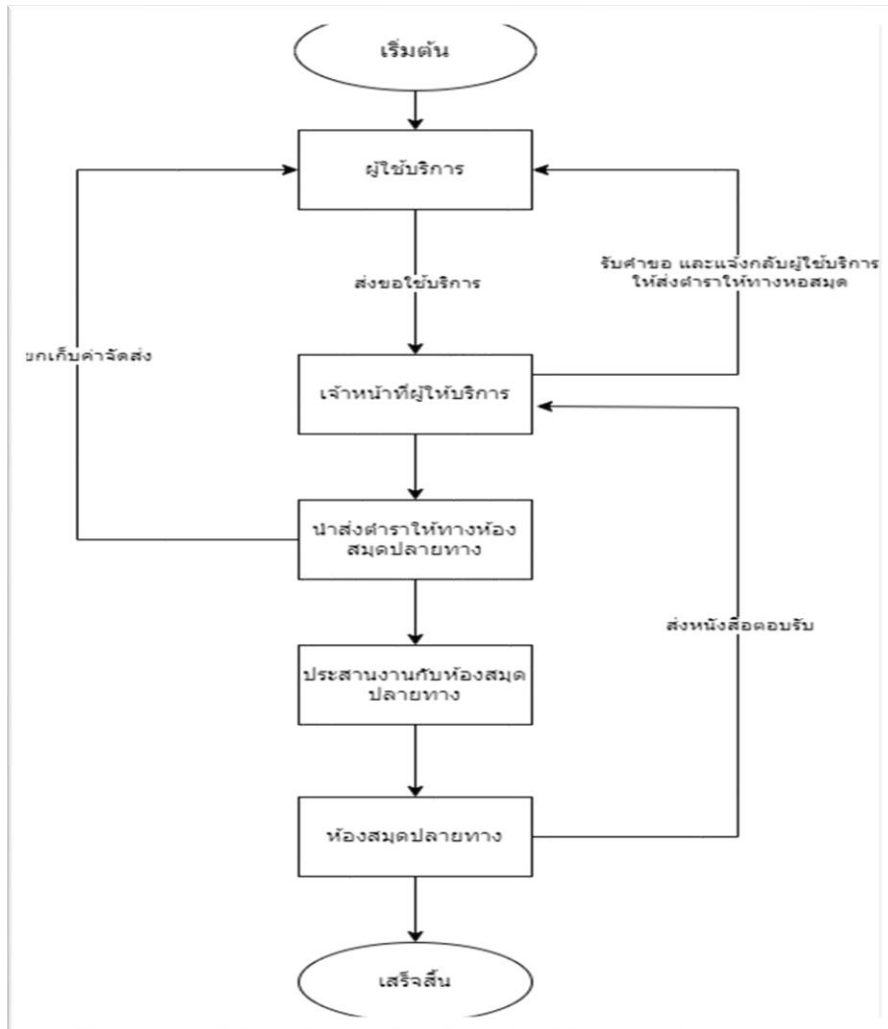 เริ่มต้น
ผู้ใช้บริการ
รับคำขอ และแจ้งกลับผู้ใช้บริการ
ให้ส่งตำราให้ทางหอสมุด
ส่งขอใช้บริการ
เจ้าหน้าที่ผู้ให้บริการ
นำส่งตำราให้ทางห้อง
สมุดปลายทาง
ส่งหนังสือตอบรับ
ประสานงานกับห้องสมุด
ปลายทาง
ห้องสมุดปลายทาง
เสร็จสิ้น